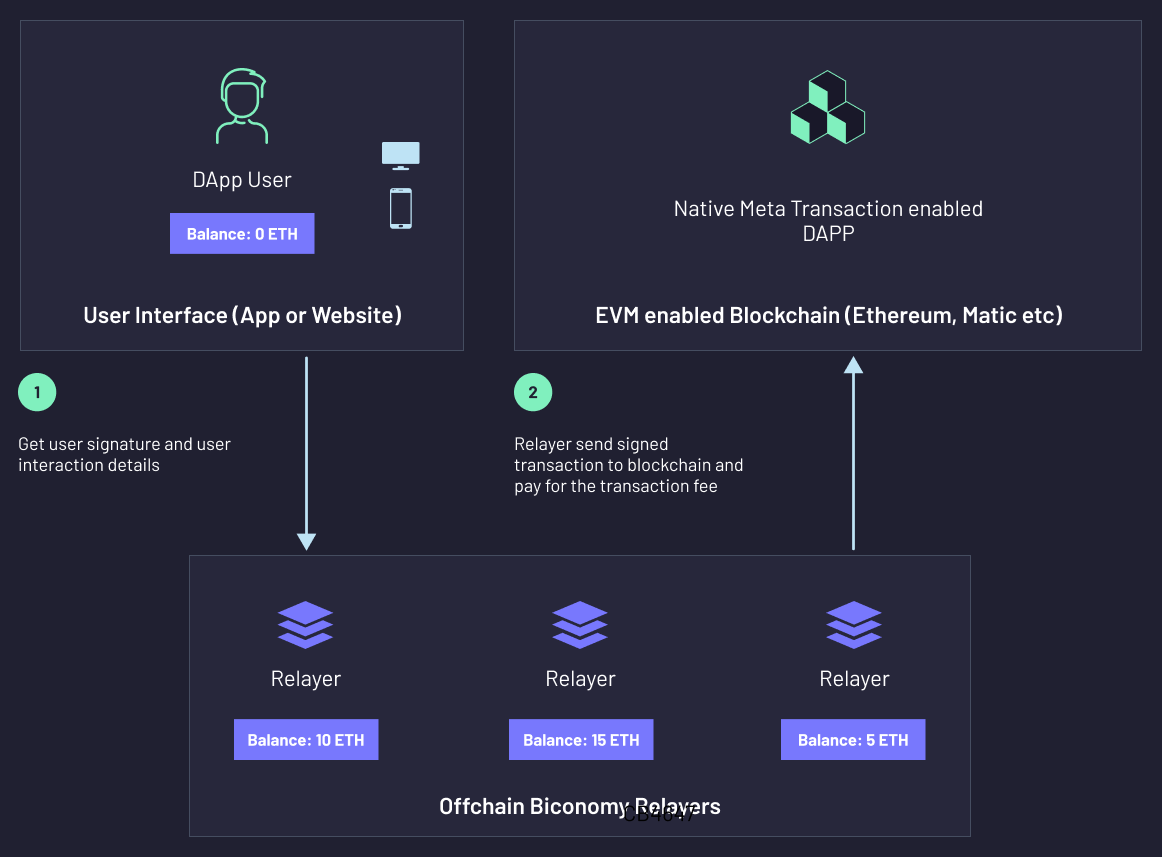 DApp User
Balance: 0 ETH
User Interface (App or Website)
Native Meta Transaction enabled
DAPP
EVM enabled Blockchain (Ethereum, Matic etc)
1
Get user signature and user
interaction details
2
Relayer send signed
transaction to blockchain and
pay for the transaction fee
Relayer
Balance: 10 ETH
Relayer
Balance: 15 ETH
Relayer
Balance: 5 ETH
Offchain Biconomy Relayers
CB4647